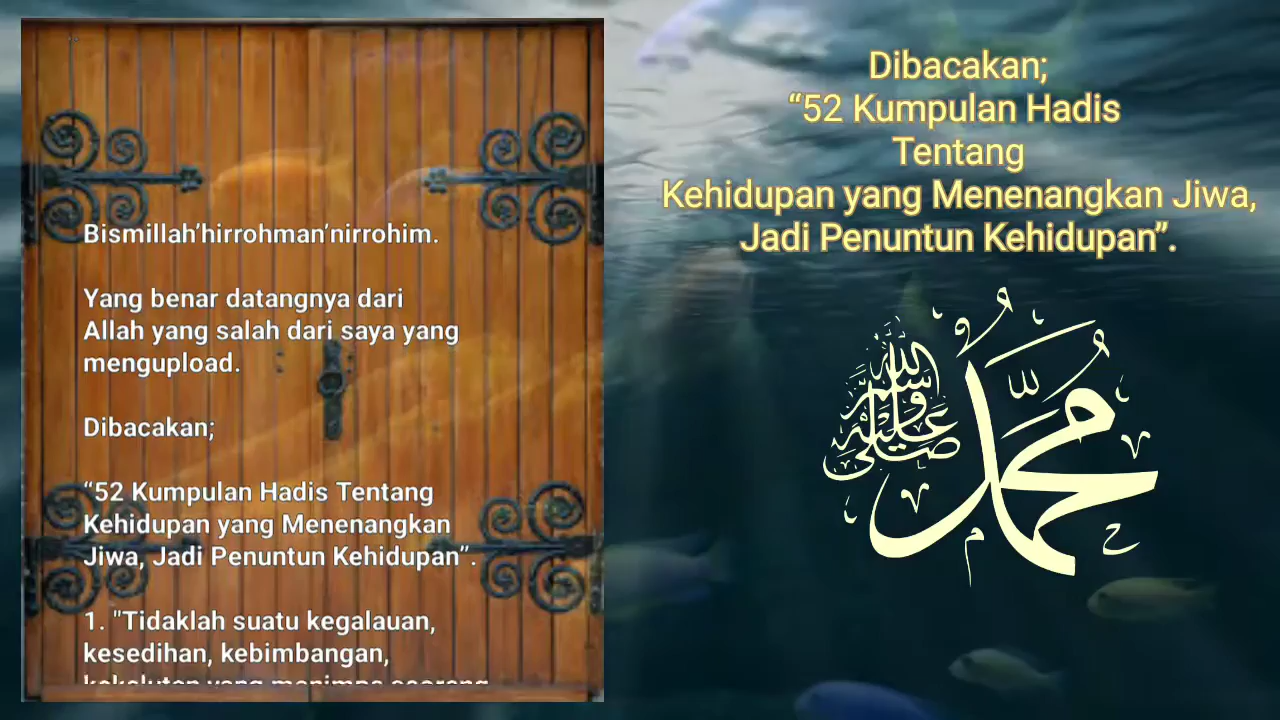 Bismillah’hirrohman’nirrohim.
Yang benar datangnya dari
Allah yang salah dari saya yang
mengupload.
Dibacakan;
“52 Kumpulan Hadis Tentang
Kehidupan yang Menenangkan
Jiwa, Jadi Penuntun Kehidupan”.
1. "Tidaklah suatu kegalauan,
kesedihan, kebimbangan,
Dibacakan;
“52 Kumpulan Hadis
Tentang
Kehidupan yang Menenangkan Jiwa,
Jadi Penuntun Kehidupan”.
محمد
صلى الله عليه وسلم